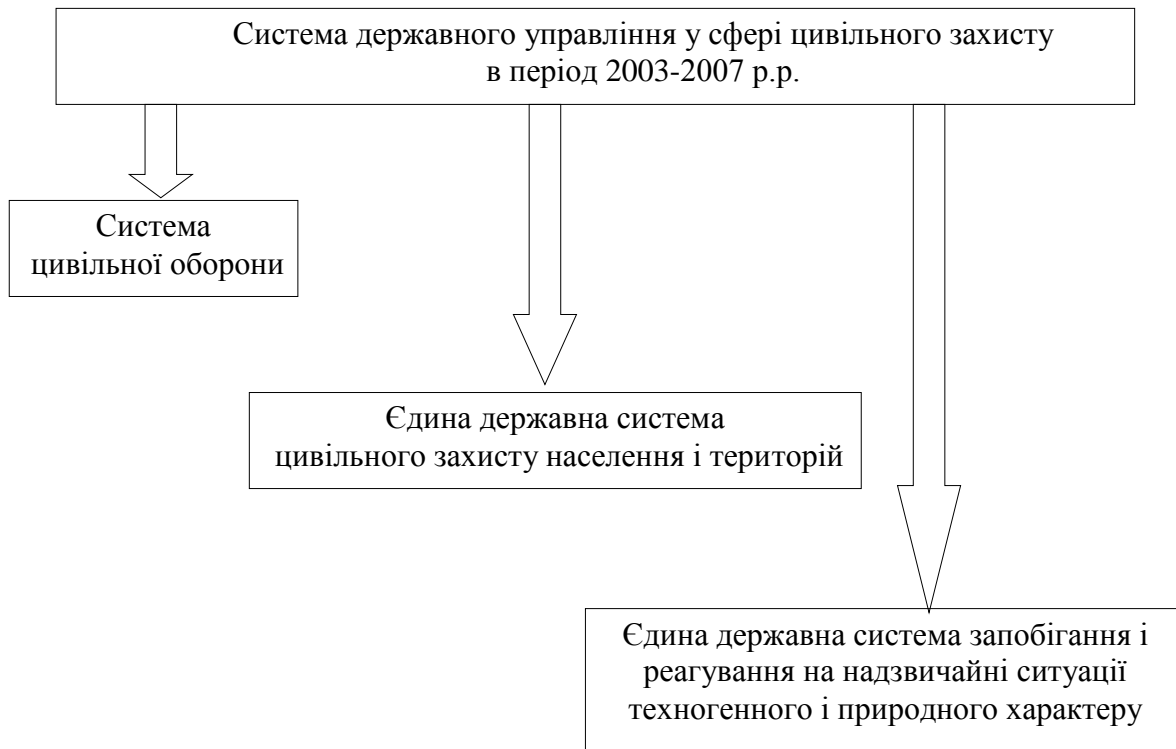 Система державного управління у сфері цивільного захисту
в період 2003-2007 р.р.
Система
цивільної оборони
Єдина державна система
цивільного захисту населення і територій
Єдина державна система запобігання і
реагування на надзвичайні ситуації
техногенного і природного характеру